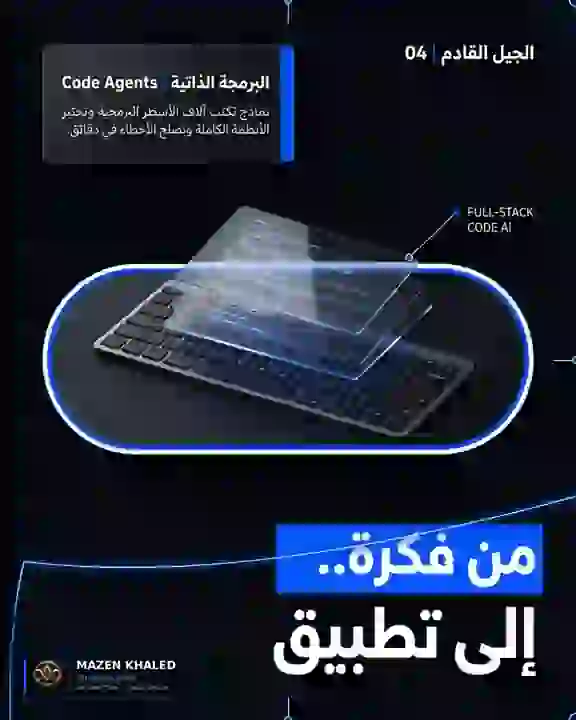 الجيل القادم | 04
البرمجة الذاتية Code Agents
نماذج تكتب آلاف الأسطر البرمجية وتختبر
الأنظمة الكاملة وتصلح الأخطاء في دقائق.
FULL-STACK
CODE AI
من فكرة..
إلى تطبيق
MAZEN KHALED